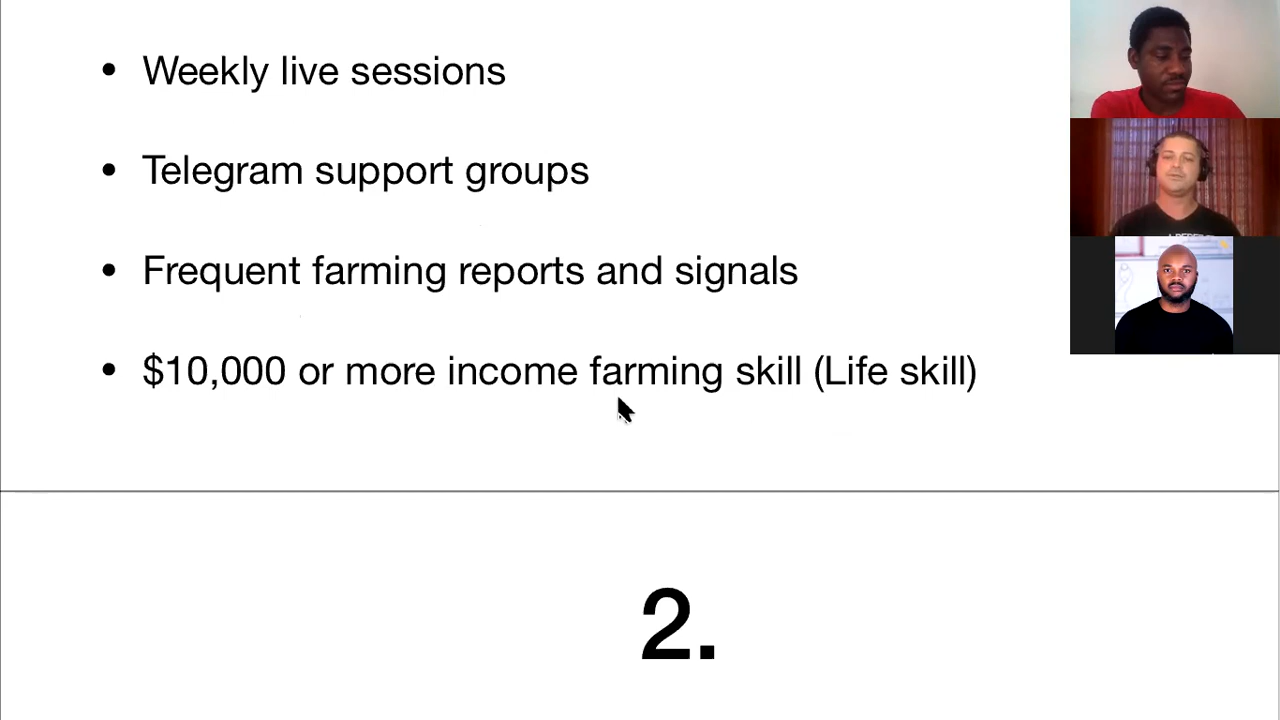 • Weekly live sessions
• Telegram support groups
• Frequent farming reports and signals
• $10,000 or more income farming skill (Life skill)
2.